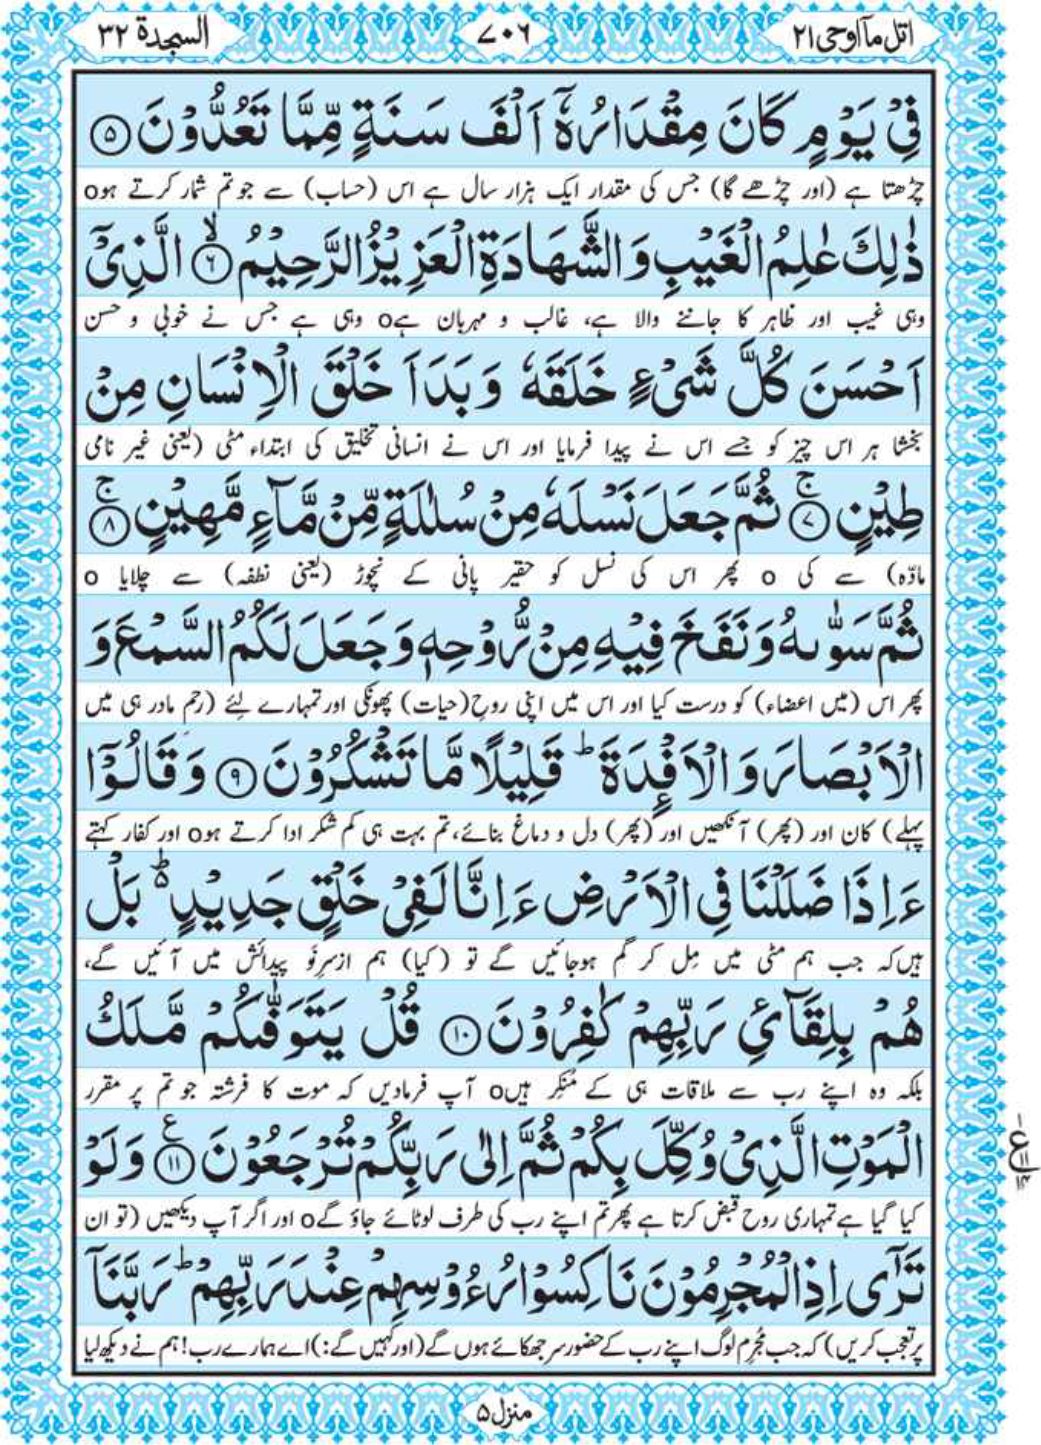 اتل ماۤ اوحی ۲۱
۷۰۶
السجدة ۳۲
فِیْ یَوْمٍ كَانَ مِقْدَارُهٗۤ اَلْفَ سَنَةٍ مِّمَّا تَعُدُّوْنَ ۝۵
چڑھتا ہے (اور چڑھے گا) جس کی مقدار ایک ہزار سال ہے اس (حساب) سے جو تم شمار کرتے ہوo
ذٰلِكَ عٰلِمُ الْغَیْبِ وَ الشَّهَادَةِ الْعَزِیْزُ الرَّحِیْمُ ۝۶ۙ الَّذِیْۤ
وہی غیب اور ظاہر کا جاننے والا ہے، غالب و مہربان ہےo وہی ہے جس نے خوبی و حسن
اَحْسَنَ كُلَّ شَیْءٍ خَلَقَهٗ وَ بَدَاَ خَلْقَ الْاِنْسَانِ مِنْ
بخشا ہر اس چیز کو جسے اس نے پیدا فرمایا اور اس نے انسانی تخلیق کی ابتداء مٹی (یعنی غیر نامی
طِیْنٍ ۝۷ۚ ثُمَّ جَعَلَ نَسْلَهٗ مِنْ سُلٰلَةٍ مِّنْ مَّآءٍ مَّهِیْنٍ ۝۸ۚ
مادّہ) سے کی o پھر اس کی نسل کو حقیر پانی کے نچوڑ (یعنی نطفہ) سے چلایا o
ثُمَّ سَوّٰىهُ وَ نَفَخَ فِیْهِ مِنْ رُّوْحِهٖ وَ جَعَلَ لَكُمُ السَّمْعَ وَ
پھر اس (میں اعضاء) کو درست کیا اور اس میں اپنی روحِ (حیات) پھونکی اور تمہارے لئے (رحمِ مادر ہی میں
الْاَبْصَارَ وَ الْاَفْـِٕدَةَ ؕ قَلِیْلًا مَّا تَشْكُرُوْنَ ۝۹ وَ قَالُوْۤا
پہلے) کان اور (پھر) آنکھیں اور (پھر) دل و دماغ بنائے، تم بہت ہی کم شکر ادا کرتے ہوo اور کفار کہتے
ءَاِذَا ضَلَلْنَا فِی الْاَرْضِ ءَاِنَّا لَفِیْ خَلْقٍ جَدِیْدٍ ۬ؕ بَلْ
ہیں کہ جب ہم مٹی میں مِل کر گم ہوجائیں گے تو (کیا) ہم ازسرِنَو پیدائش میں آئیں گے،
هُمْ بِلِقَآئِ رَبِّهِمْ كٰفِرُوْنَ ۝۱۰ قُلْ یَتَوَفّٰىكُمْ مَّلَكُ
بلکہ وہ اپنے رب سے ملاقات ہی کے مُنکِر ہیںo آپ فرمادیں کہ موت کا فرشتہ جو تم پر مقرر
الْمَوْتِ الَّذِیْ وُكِّلَ بِكُمْ ثُمَّ اِلٰى رَبِّكُمْ تُرْجَعُوْنَ ۝۱۱ع وَ لَوْ
کیا گیا ہے تمہاری روح قبض کرتا ہے پھر تم اپنے رب کی طرف لوٹائے جاؤ گےo اور اگر آپ دیکھیں (تو ان
تَرٰۤى اِذِ الْمُجْرِمُوْنَ نَاكِسُوْا رُءُوْسِهِمْ عِنْدَ رَبِّهِمْ ؕ رَبَّنَاۤ
پر تعجب کریں) کہ جب مُجرِم لوگ اپنے رب کے حضور سر جھکائے ہوں گے (اور کہیں گے:) اے ہمارے رب! ہم نے دیکھ لیا
منزل ۵